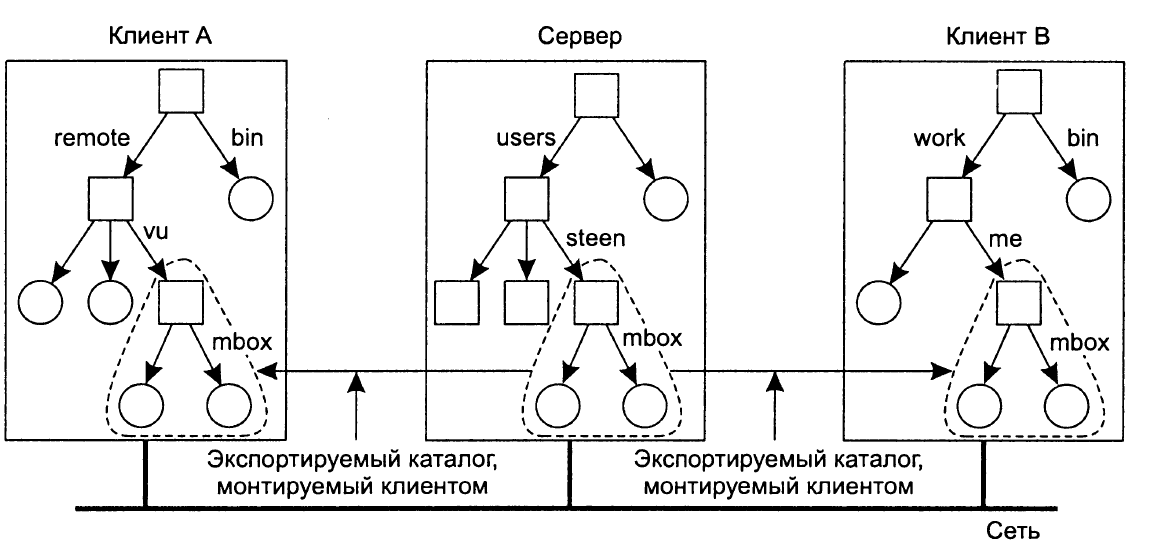 Клиент А
Сервер
Клиент В
remote
bin
users
work
bin
vu
steen
me
mbox
mbox
mbox
Экспортируемый каталог,
монтируемый клиентом
Экспортируемый каталог,
монтируемый клиентом
Сеть